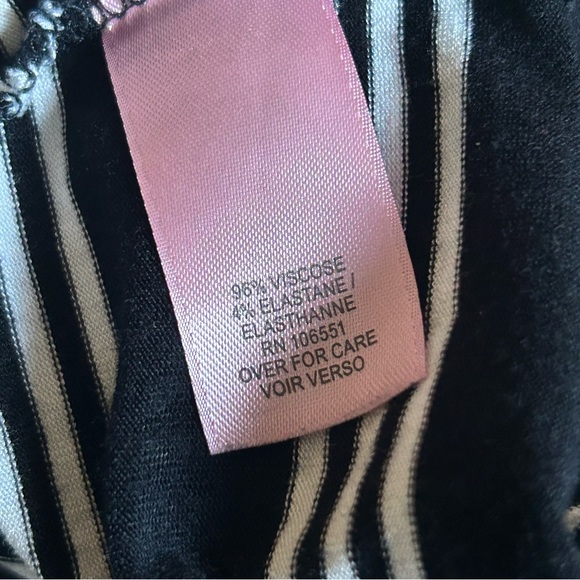 96% VISCOSE
4% ELASTANE /
ELASTHANNE
RN 106551
OVER FOR CARE
VOIR VERSO